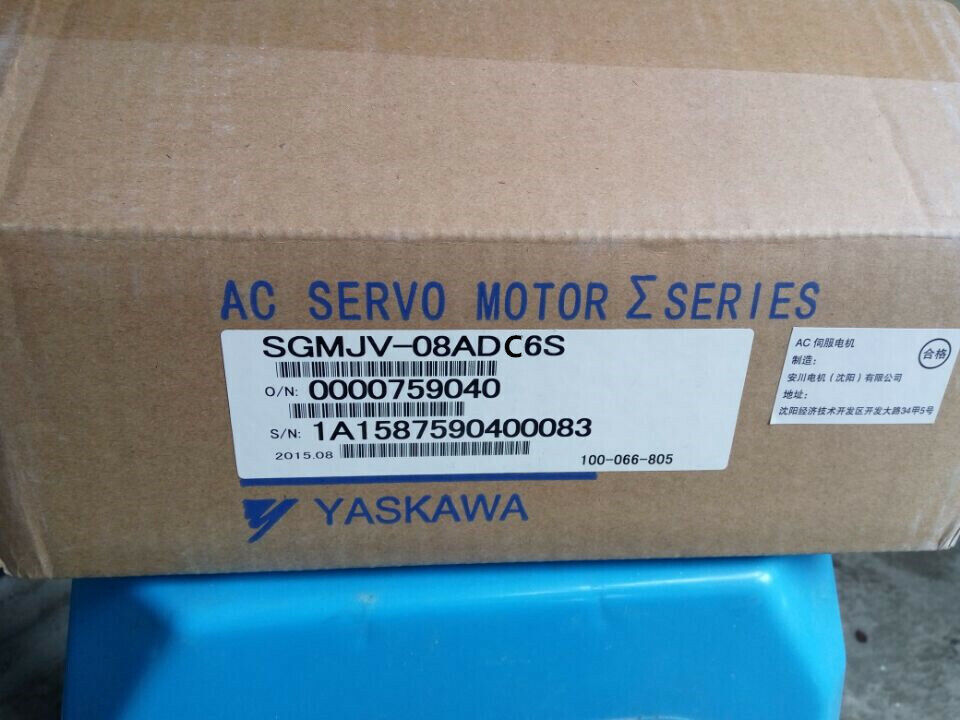 AC SERVO MOTOR Σ SERIES
SGMJV-08ADC6S
O/N: 0000759040
S/N: 1A1587590400083
2015.08
100-066-805
AC 伺服电机
制造:
安川电机(沈阳)有限公司
地址:
沈阳经济技术开发区开发大路34甲5号
合格
YASKAWA